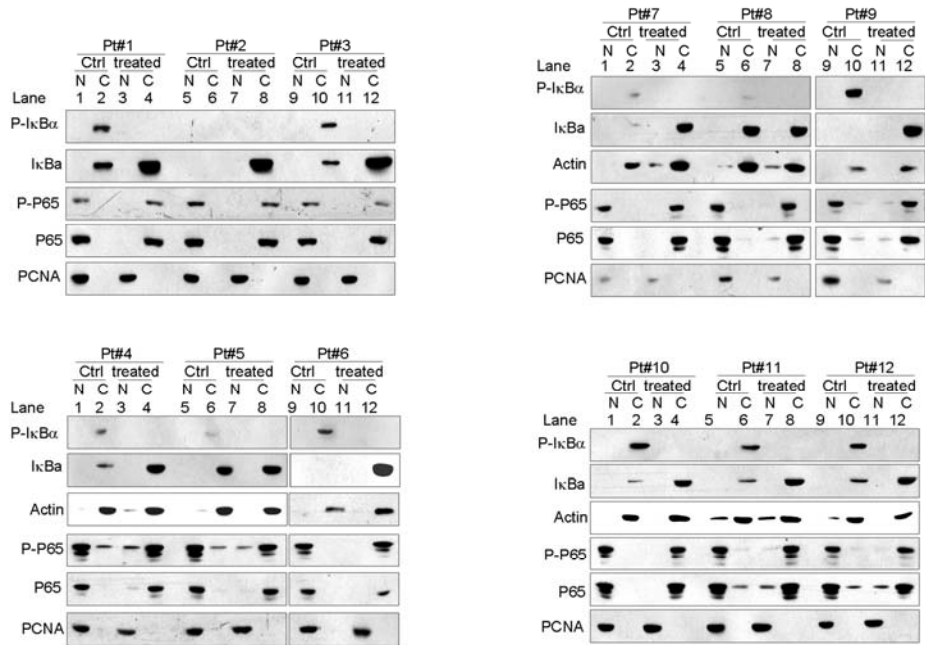 Pt#1 Pt#2 Pt#3
Ctrl treated Ctrl treated Ctrl treated
N C N C N C N C N C N C
Lane 1 2 3 4 5 6 7 8 9 10 11 12
P-IκBα
IκBa
P-P65
P65
PCNA
Pt#7 Pt#8 Pt#9
Ctrl treated Ctrl treated Ctrl treated
N C N C N C N C N C N C
Lane 1 2 3 4 5 6 7 8 9 10 11 12
P-IκBα
IκBa
Actin
P-P65
P65
PCNA
Pt#4 Pt#5 Pt#6
Ctrl treated Ctrl treated Ctrl treated
N C N C N C N C N C N C
Lane 1 2 3 4 5 6 7 8 9 10 11 12
P-IκBα
IκBa
Actin
P-P65
P65
PCNA
Pt#10 Pt#11 Pt#12
Ctrl treated Ctrl treated Ctrl treated
N C N C N C N C N C N C
Lane 1 2 3 4 5 6 7 8 9 10 11 12
P-IκBα
IκBa
Actin
P-P65
P65
PCNA